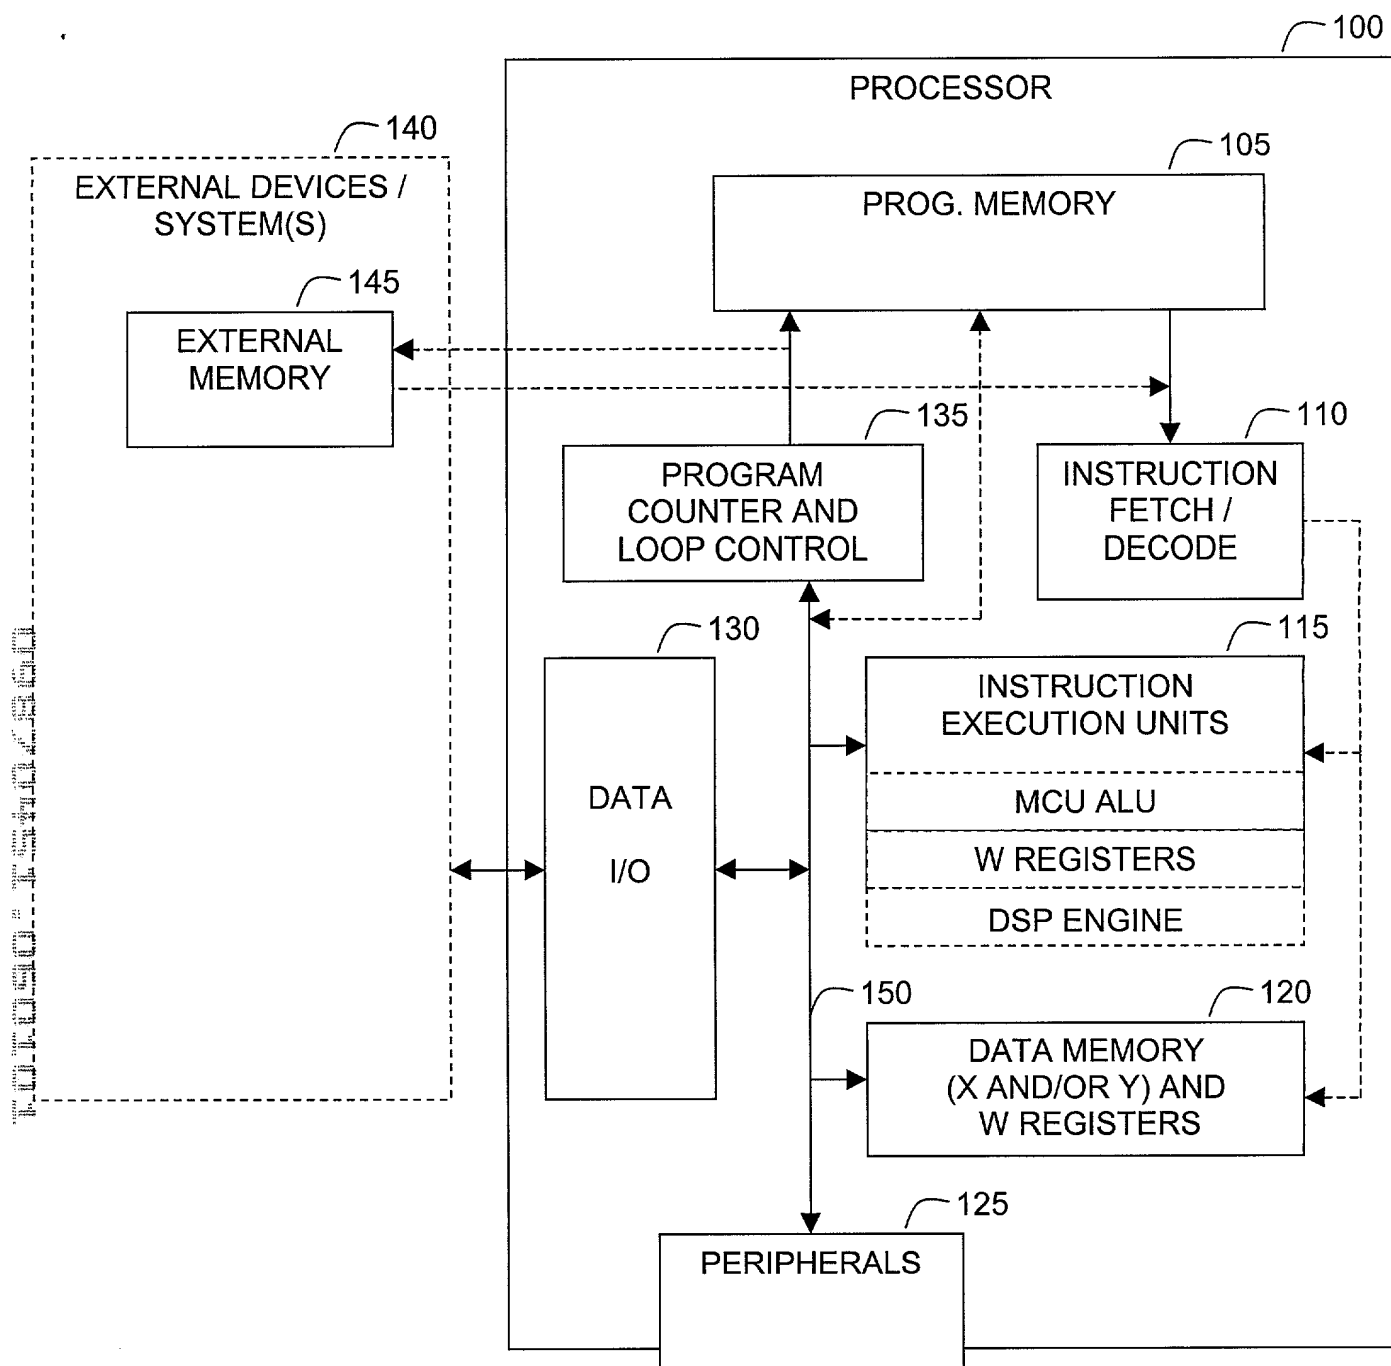 100
PROCESSOR
140
EXTERNAL DEVICES /
SYSTEM(S)
105
PROG. MEMORY
145
EXTERNAL
MEMORY
135
PROGRAM
COUNTER AND
LOOP CONTROL
110
INSTRUCTION
FETCH /
DECODE
130
DATA
I/O
115
INSTRUCTION
EXECUTION UNITS
MCU ALU
W REGISTERS
DSP ENGINE
150
120
DATA MEMORY
(X AND/OR Y) AND
W REGISTERS
125
PERIPHERALS